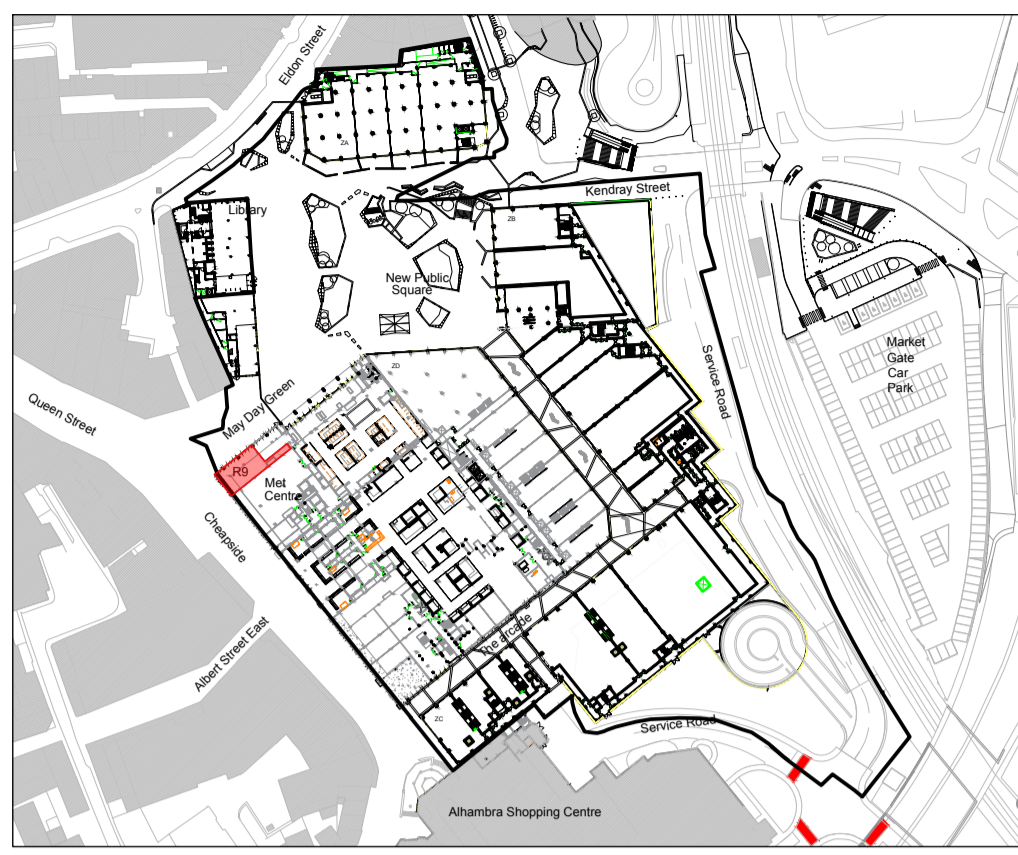 Eldon Street
ZA
Kendray Street
Library
ZB
New Public
Square
Market
Gate
Car
Park
Service Road
ZD
May Day Green
Queen Street
R9
Met
Centre
Cheapside
The arcade
Albert Street East
ZC
Service Road
Alhambra Shopping Centre